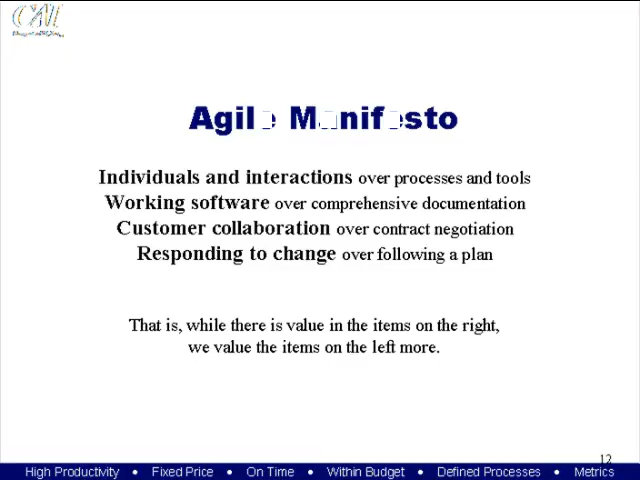 CAI
Agile Manifesto
Individuals and interactions over processes and tools
Working software over comprehensive documentation
Customer collaboration over contract negotiation
Responding to change over following a plan
That is, while there is value in the items on the right,
we value the items on the left more.
12
High Productivity • Fixed Price • On Time • Within Budget • Defined Processes • Metrics